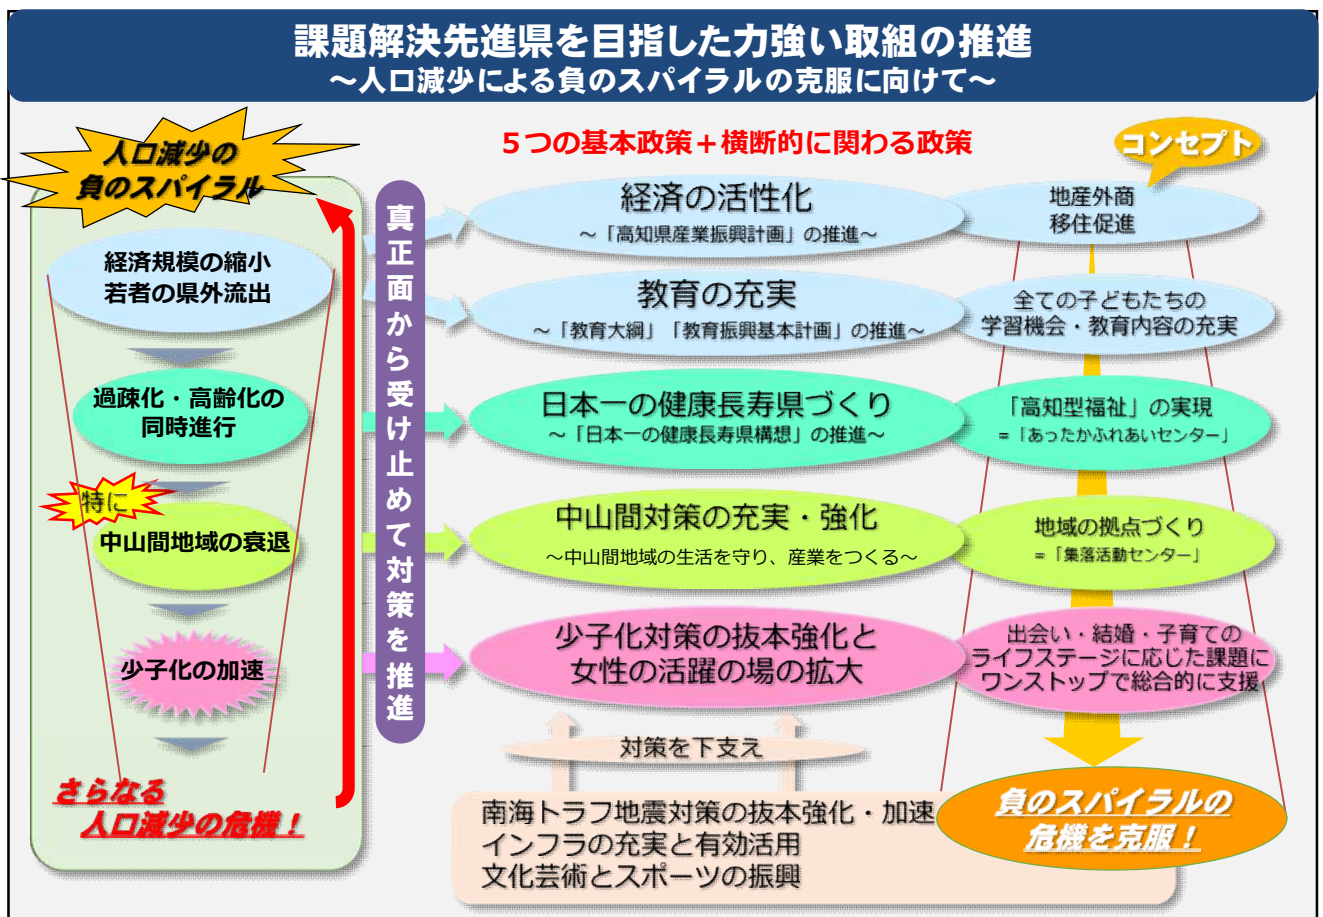 課題解決先進県を目指した力強い取組の推進
～人口減少による負のスパイラルの克服に向けて～
人口減少の
負のスパイラル
経済規模の縮小
若者の県外流出
過疎化・高齢化の
同時進行
特に
中山間地域の衰退
少子化の加速
さらなる
人口減少の危機！
真正面から受け止めて対策を推進
５つの基本政策＋横断的に関わる政策
コンセプト
経済の活性化
～「高知県産業振興計画」の推進～
地産外商
移住促進
教育の充実
～「教育大綱」「教育振興基本計画」の推進～
全ての子どもたちの
学習機会・教育内容の充実
日本一の健康長寿県づくり
～「日本一の健康長寿県構想」の推進～
「高知型福祉」の実現
＝「あったかふれあいセンター」
中山間対策の充実・強化
～中山間地域の生活を守り、産業をつくる～
地域の拠点づくり
＝「集落活動センター」
少子化対策の抜本強化と
女性の活躍の場の拡大
出会い・結婚・子育ての
ライフステージに応じた課題に
ワンストップで総合的に支援
対策を下支え
南海トラフ地震対策の抜本強化・加速
インフラの充実と有効活用
文化芸術とスポーツの振興
負のスパイラルの
危機を克服！